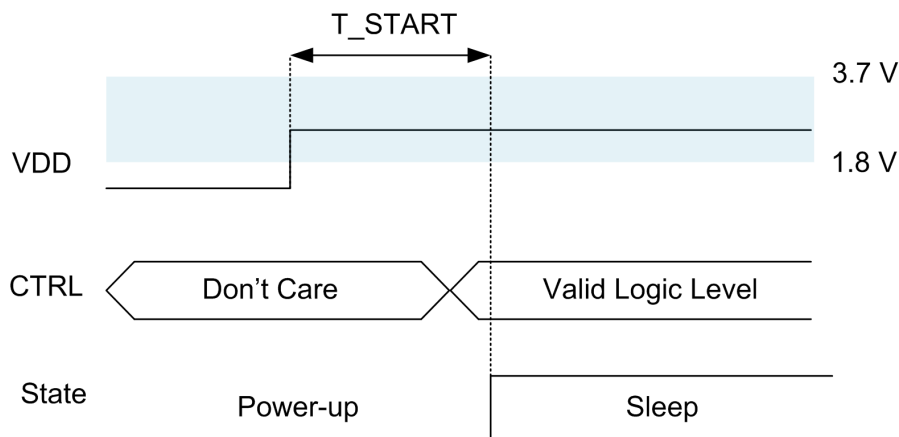 T_START
3.7 V
VDD
1.8 V
CTRL
Don't Care
Valid Logic Level
State
Power-up
Sleep